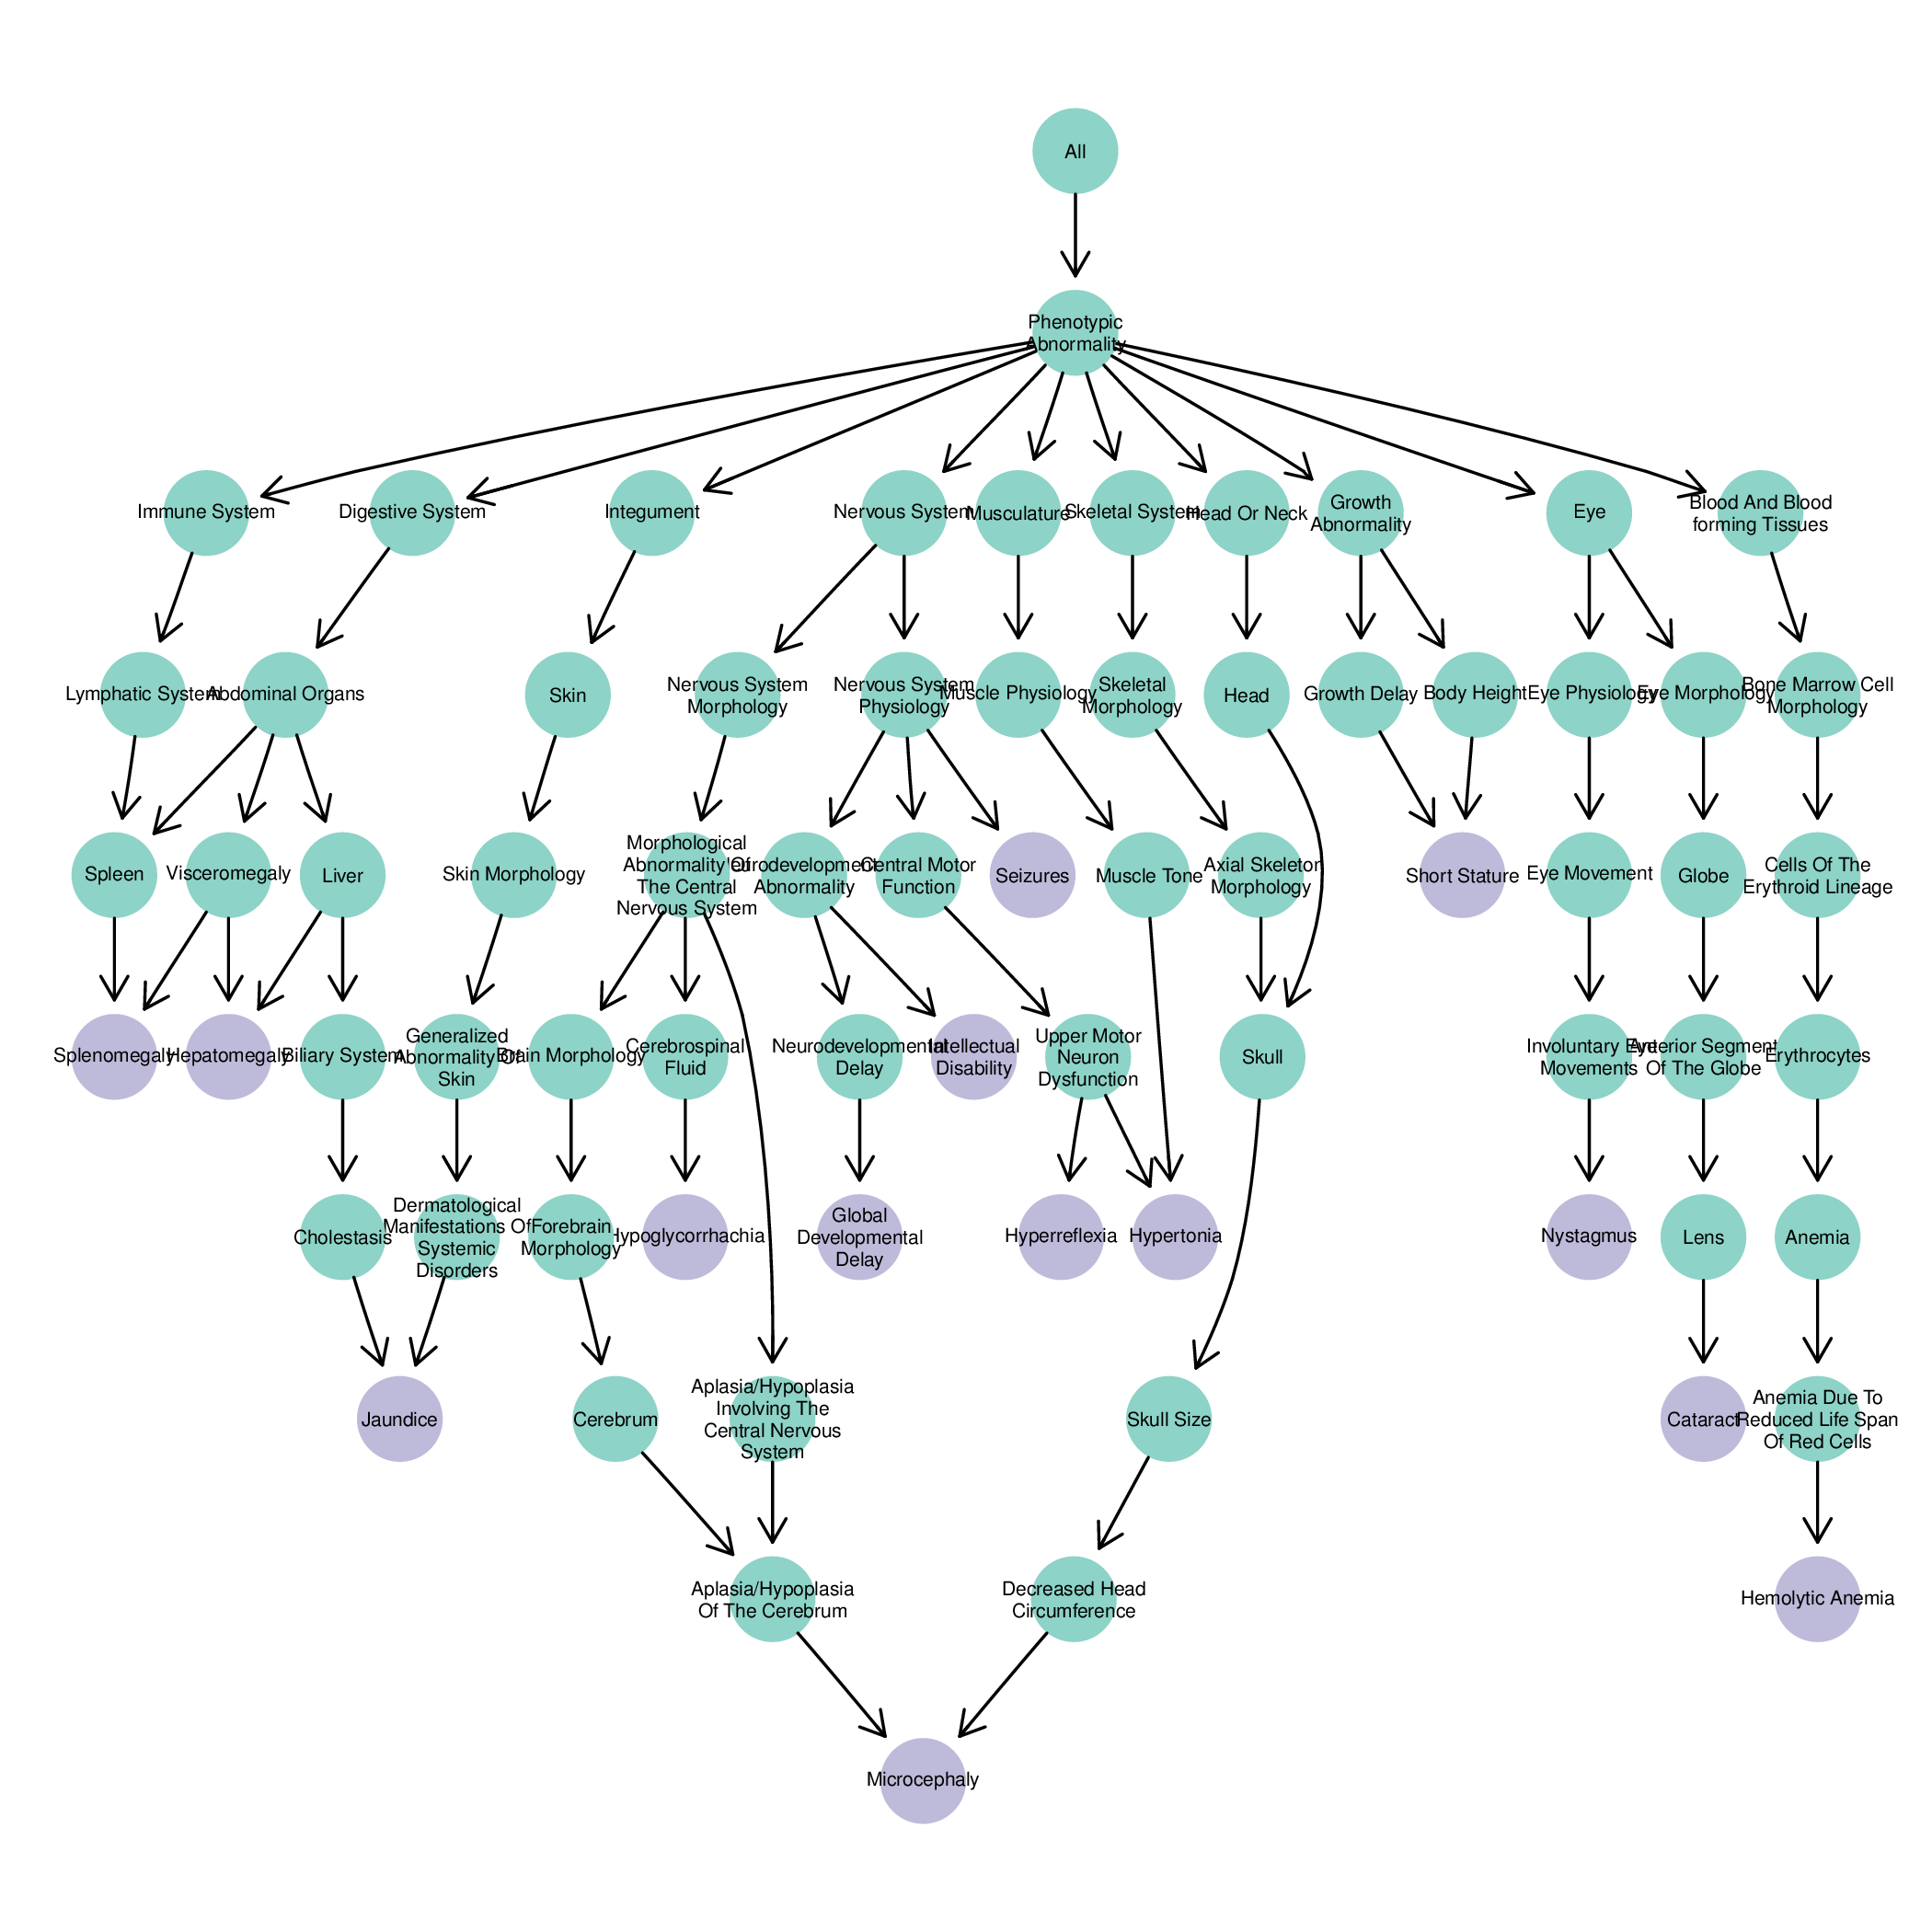 All
Phenotypic
Abnormality
Immune System
Digestive System
Integument
Nervous System
Musculature
Skeletal System
Head Or Neck
Growth
Abnormality
Eye
Blood And Blood
forming Tissues
Lymphatic System
Abdominal Organs
Skin
Nervous System
Morphology
Nervous System
Physiology
Muscle Physiology
Skeletal
Morphology
Head
Growth Delay
Body Height
Eye Physiology
Eye Morphology
Bone Marrow Cell
Morphology
Spleen
Visceromegaly
Liver
Skin Morphology
Morphological
Abnormality Of
The Central
Nervous System
Neurodevelopmental
Abnormality
Central Motor
Function
Seizures
Muscle Tone
Axial Skeleton
Morphology
Short Stature
Eye Movement
Globe
Cells Of The
Erythroid Lineage
Splenomegaly
Hepatomegaly
Biliary System
Generalized
Abnormality Of
Skin
Brain Morphology
Cerebrospinal
Fluid
Neurodevelopmental
Delay
Intellectual
Disability
Upper Motor
Neuron
Dysfunction
Skull
Involuntary Eye
Movements
Anterior Segment
Of The Globe
Erythrocytes
Cholestasis
Dermatological
Manifestations Of
Systemic
Disorders
Forebrain
Morphology
Hypoglycorrhachia
Global
Developmental
Delay
Hyperreflexia
Hypertonia
Nystagmus
Lens
Anemia
Jaundice
Cerebrum
Aplasia/Hypoplasia
Involving The
Central Nervous
System
Skull Size
Cataract
Anemia Due To
Reduced Life Span
Of Red Cells
Aplasia/Hypoplasia
Of The Cerebrum
Decreased Head
Circumference
Hemolytic Anemia
Microcephaly